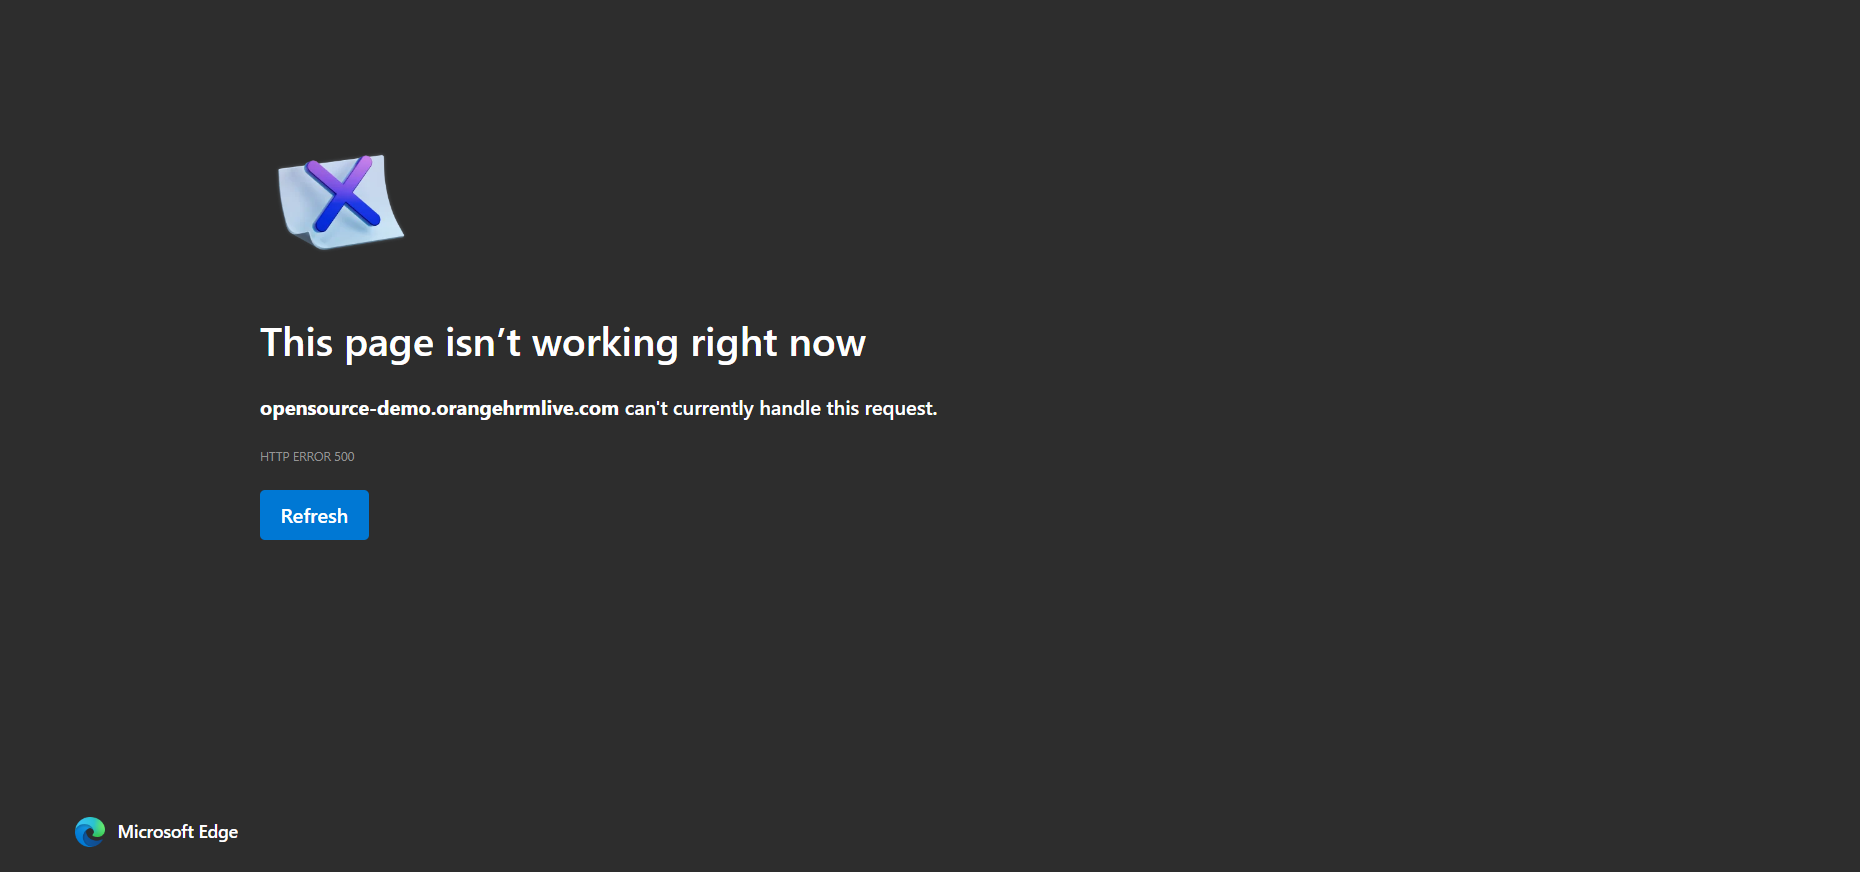 This page isn’t working right now
opensource-demo.orangehrmlive.com can't currently handle this request.
HTTP ERROR 500
Refresh
Microsoft Edge